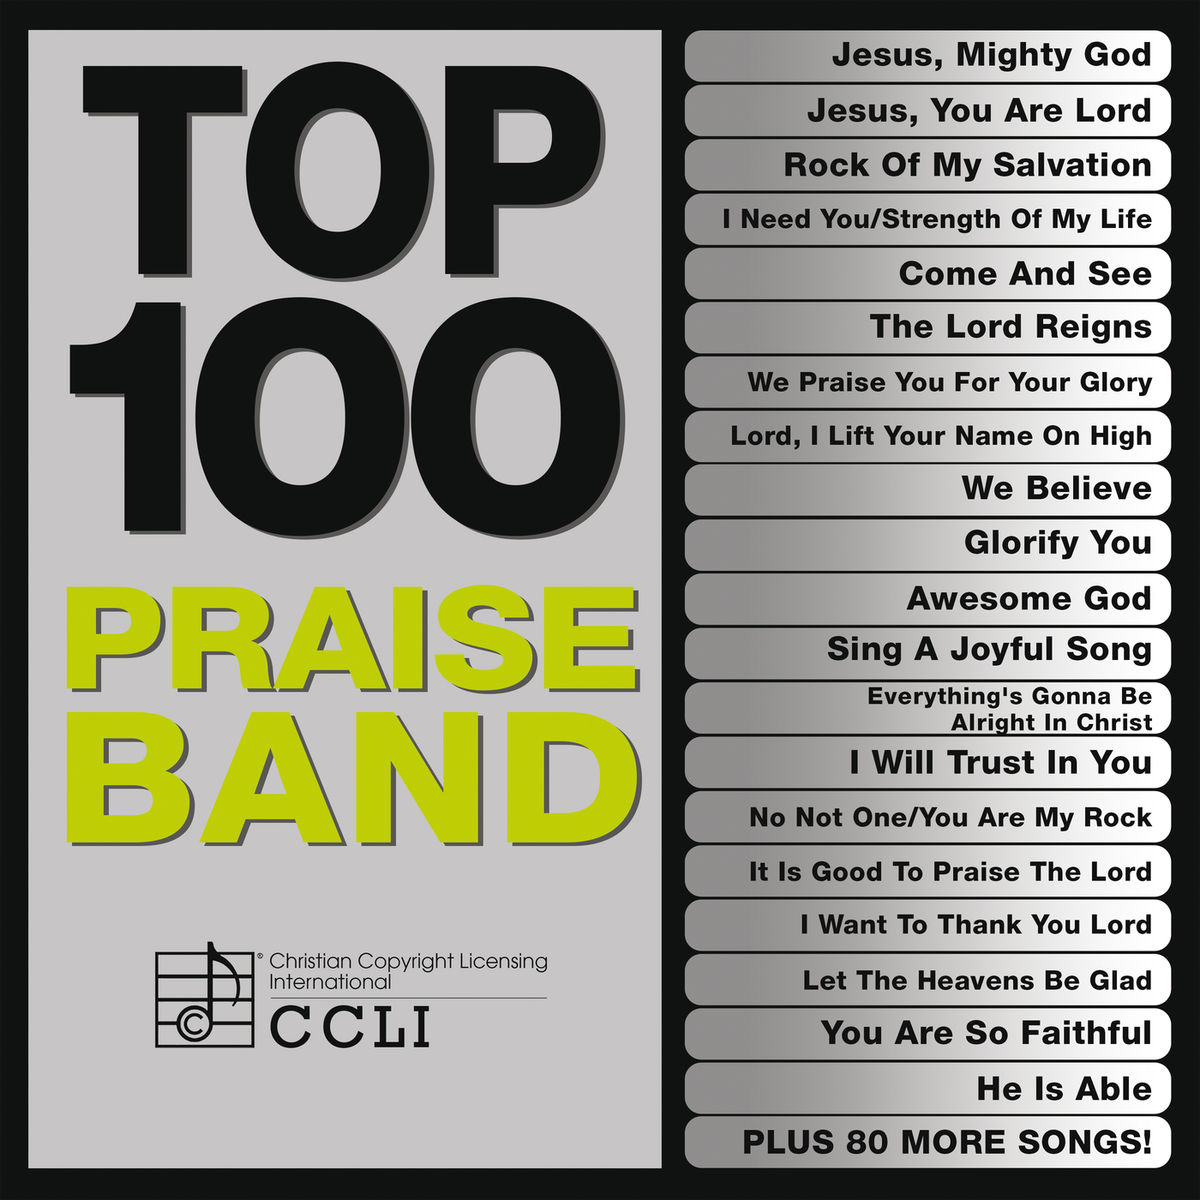 TOP
100
PRAISE
BAND
® Christian Copyright Licensing
International
CCLI
©
Jesus, Mighty God
Jesus, You Are Lord
Rock Of My Salvation
I Need You/Strength Of My Life
Come And See
The Lord Reigns
We Praise You For Your Glory
Lord, I Lift Your Name On High
We Believe
Glorify You
Awesome God
Sing A Joyful Song
Everything's Gonna Be
Alright In Christ
I Will Trust In You
No Not One/You Are My Rock
It Is Good To Praise The Lord
I Want To Thank You Lord
Let The Heavens Be Glad
You Are So Faithful
He Is Able
PLUS 80 MORE SONGS!